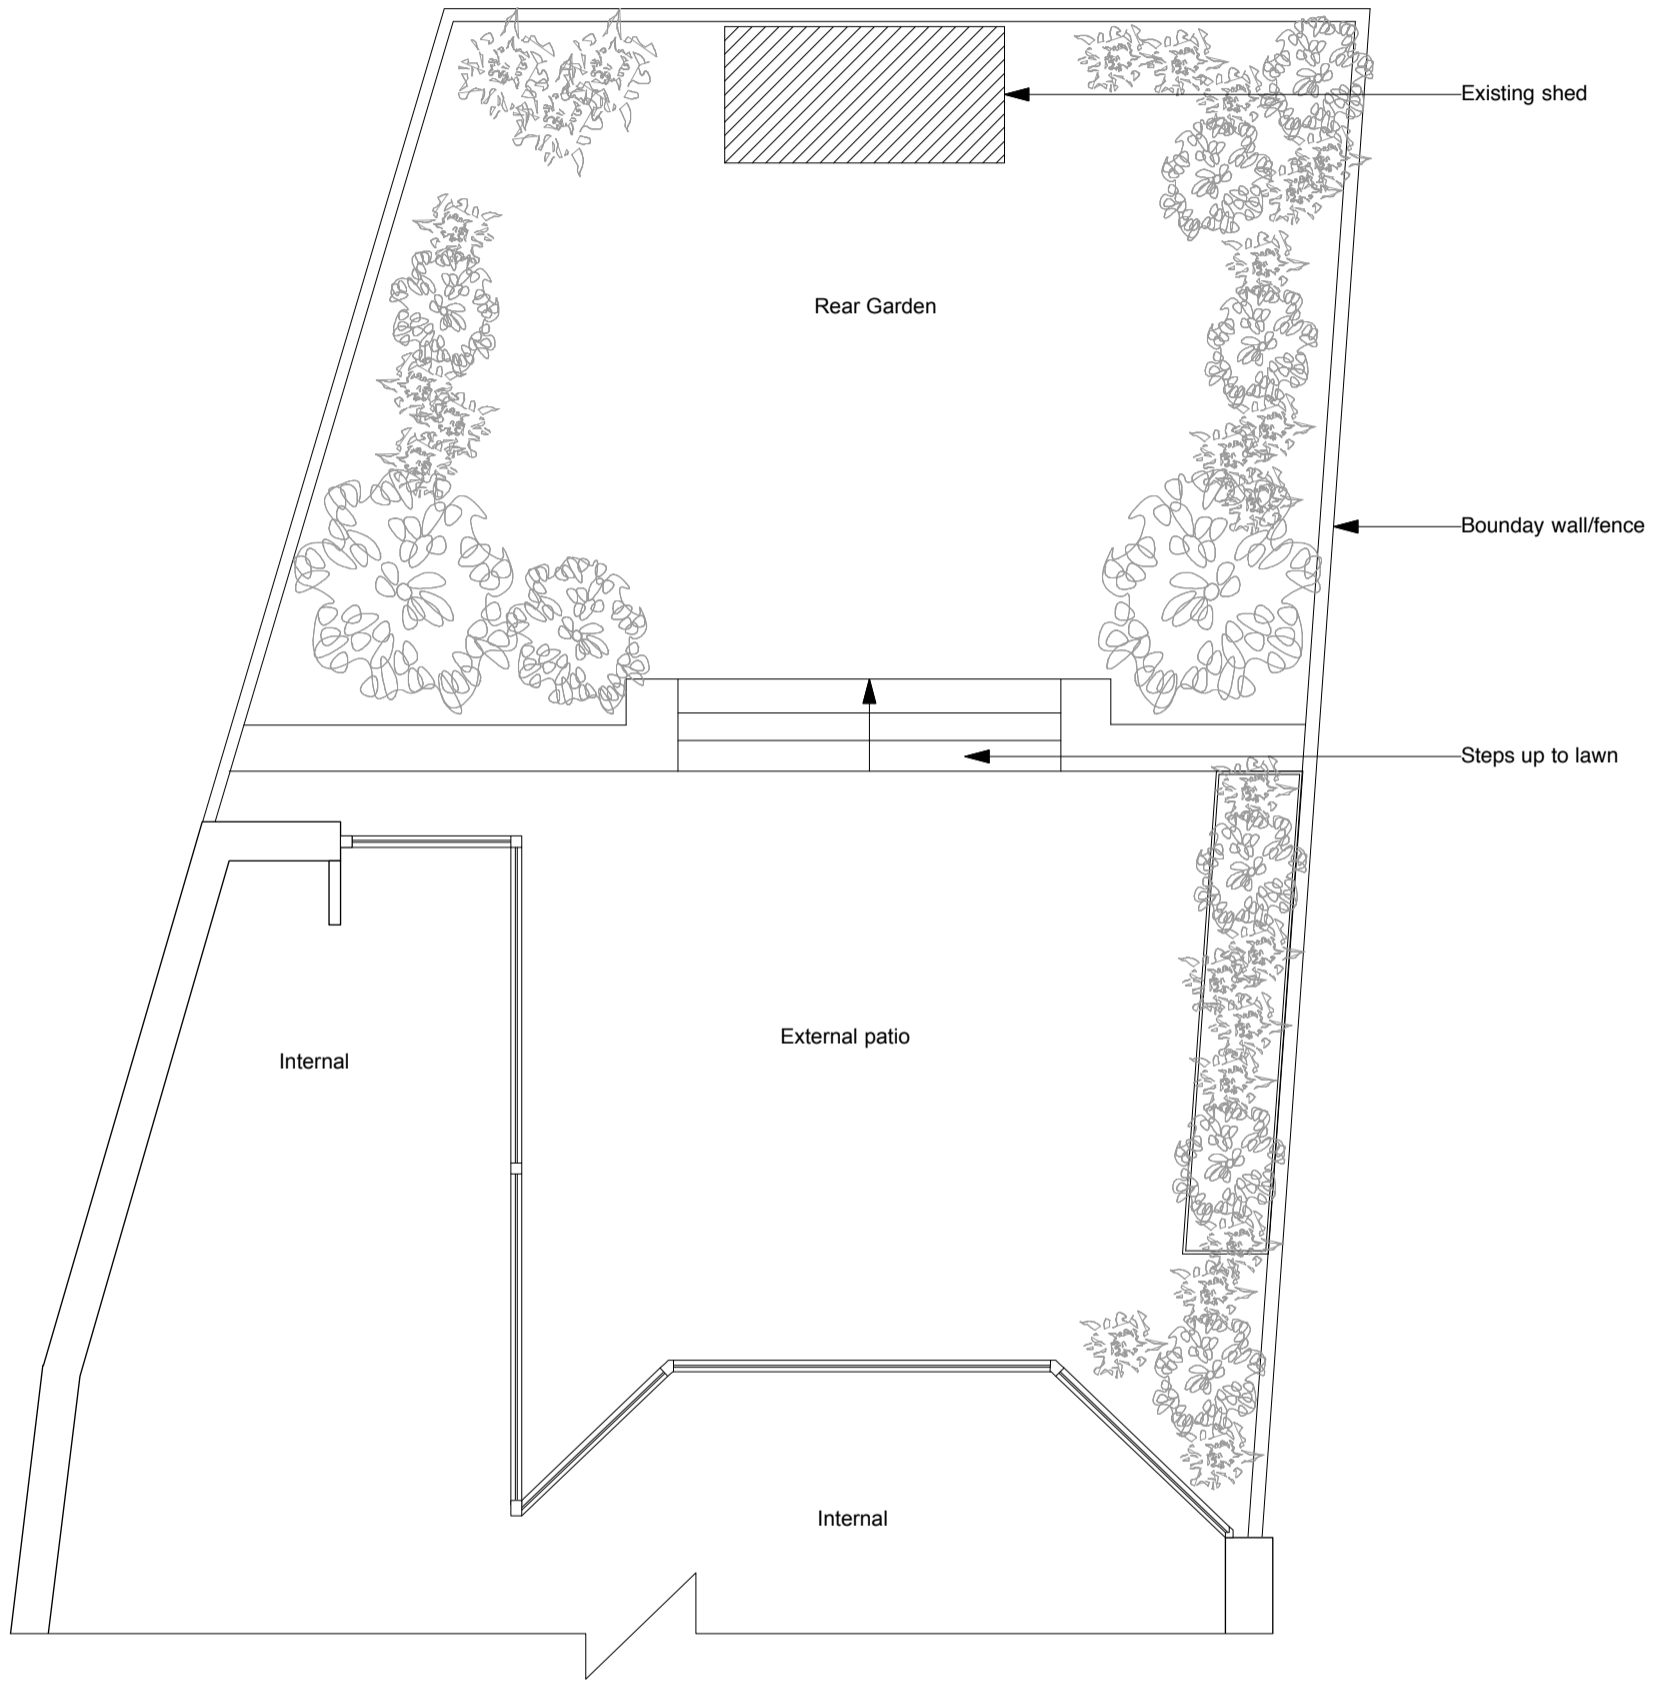 Existing shed
Rear Garden
Bounday wall/fence
Steps up to lawn
External patio
Internal
Internal